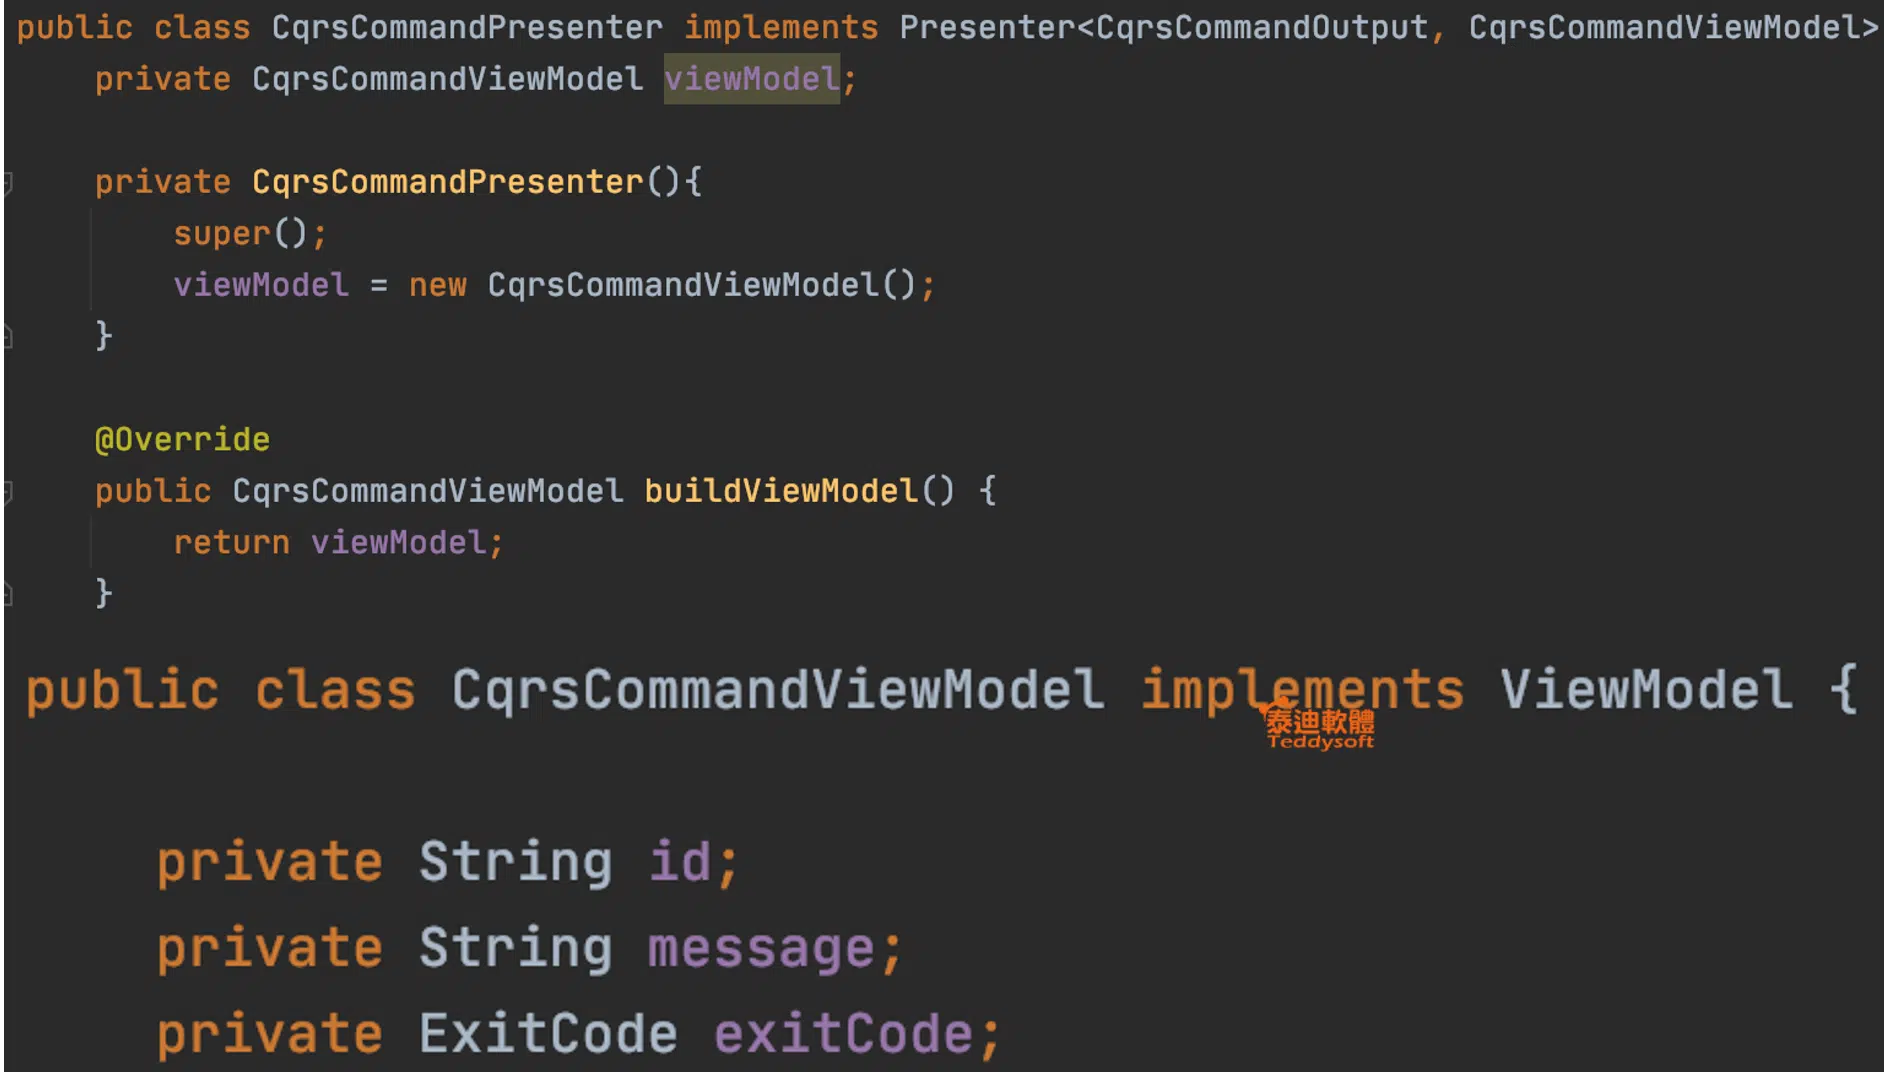 public class CqrsCommandPresenter implements Presenter<CqrsCommandOutput, CqrsCommandViewModel>
private CqrsCommandViewModel viewModel;
private CqrsCommandPresenter(){
super();
viewModel = new CqrsCommandViewModel();
}
@Override
public CqrsCommandViewModel buildViewModel() {
return viewModel;
}
public class CqrsCommandViewModel implements ViewModel {
泰迪軟體
Teddysoft
private String id;
private String message;
private ExitCode exitCode;